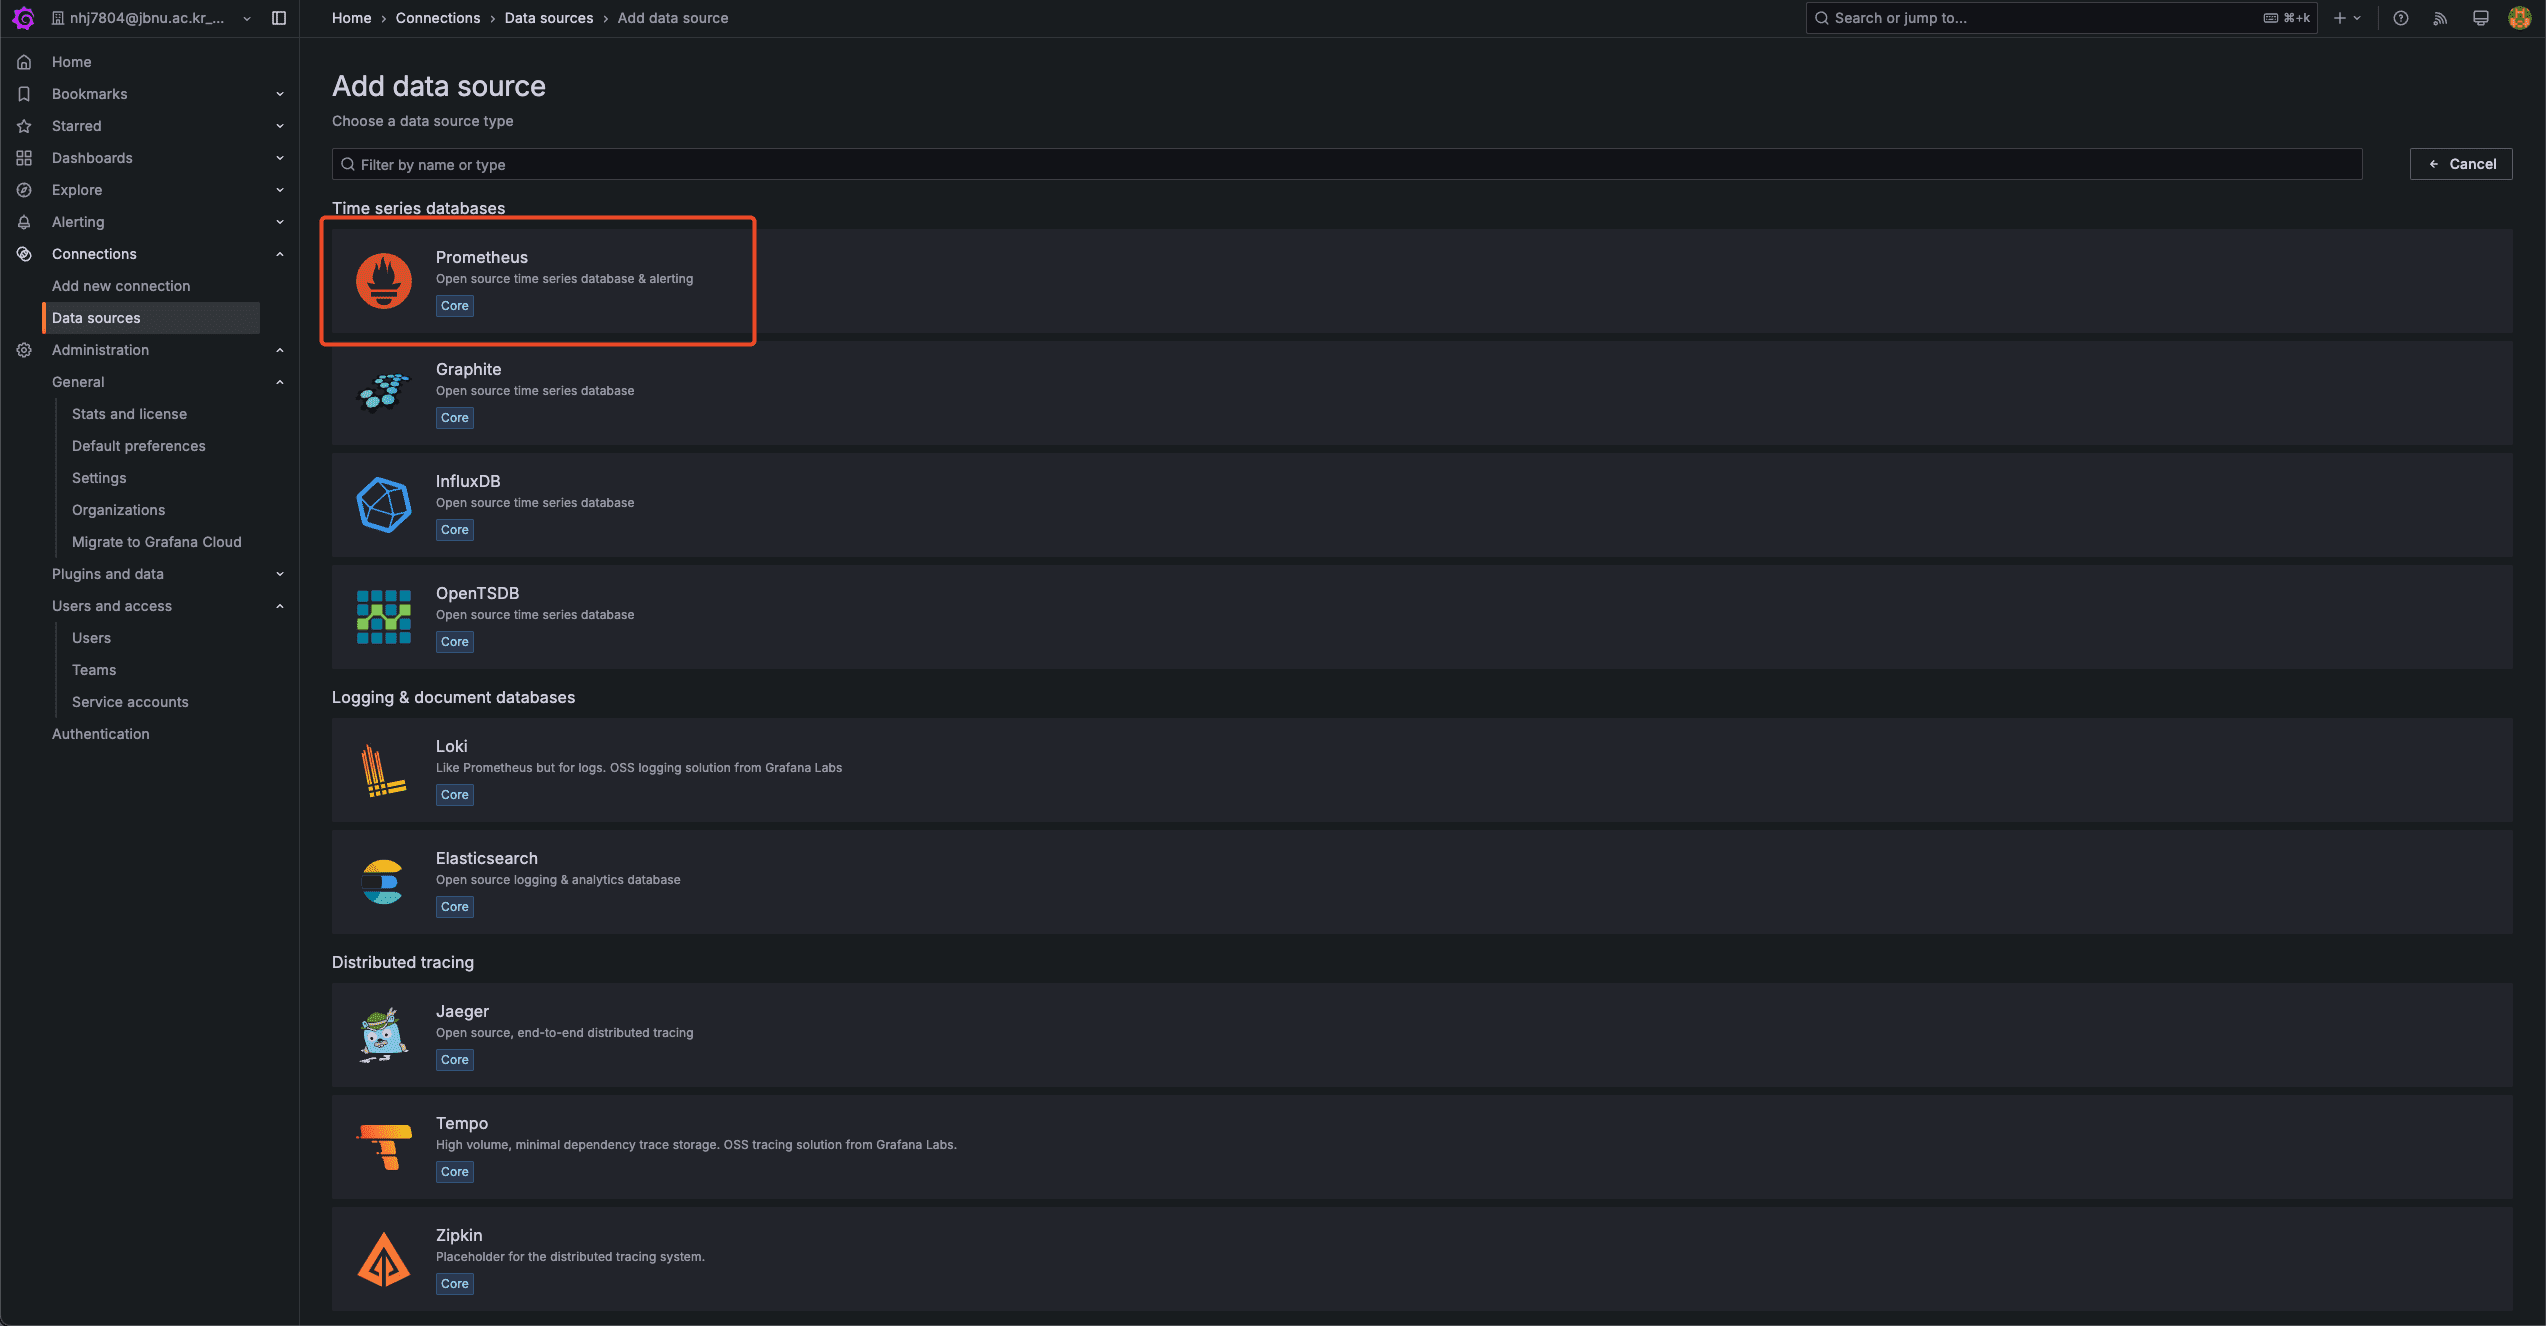 nhj7804@jbnu.ac.kr_...
Home › Connections › Data sources › Add data source
Search or jump to...
⌘+k
Home
Bookmarks
Starred
Dashboards
Explore
Alerting
Connections
Add new connection
Data sources
Administration
General
Stats and license
Default preferences
Settings
Organizations
Migrate to Grafana Cloud
Plugins and data
Users and access
Users
Teams
Service accounts
Authentication
Add data source
Choose a data source type
Filter by name or type
Cancel
Time series databases
Prometheus
Open source time series database & alerting
Core
Graphite
Open source time series database
Core
InfluxDB
Open source time series database
Core
OpenTSDB
Open source time series database
Core
Logging & document databases
Loki
Like Prometheus but for logs. OSS logging solution from Grafana Labs
Core
Elasticsearch
Open source logging & analytics database
Core
Distributed tracing
Jaeger
Open source, end-to-end distributed tracing
Core
Tempo
High volume, minimal dependency trace storage. OSS tracing solution from Grafana Labs.
Core
Zipkin
Placeholder for the distributed tracing system.
Core